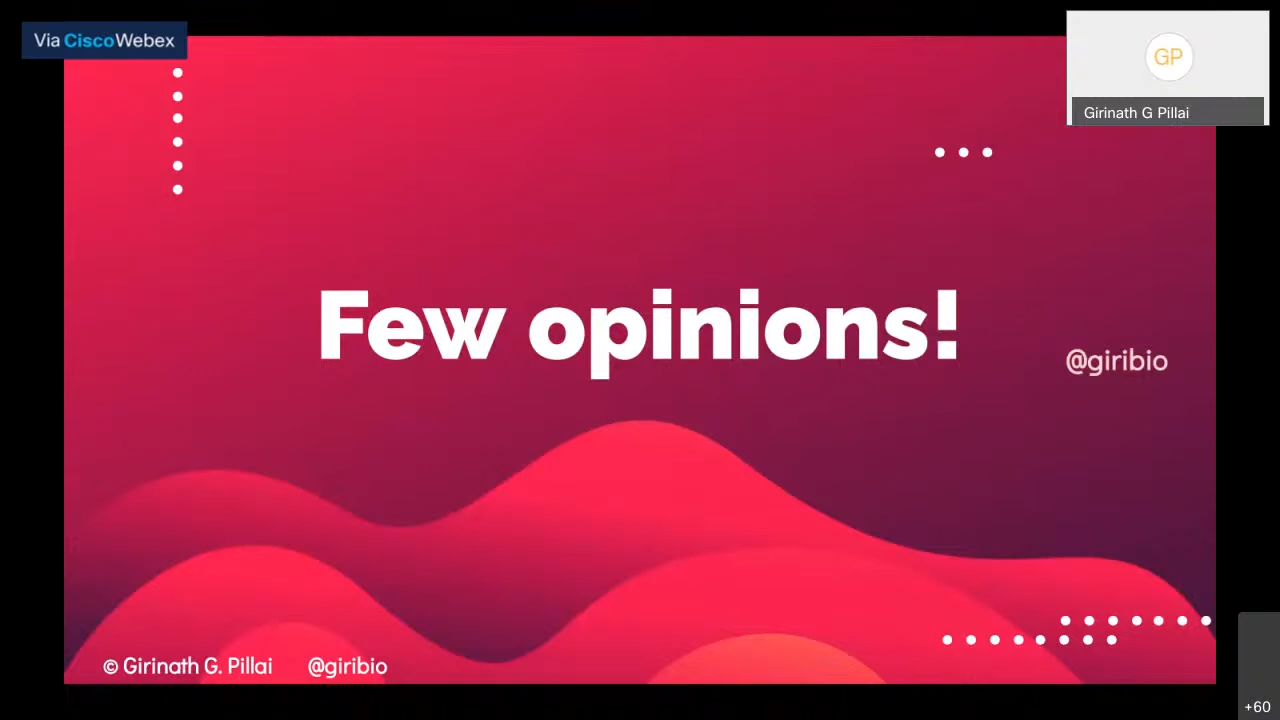 Via CiscoWebex
GP
Girinath G Pillai
Few opinions!
@giribio
© Girinath G. Pillai @giribio
+60